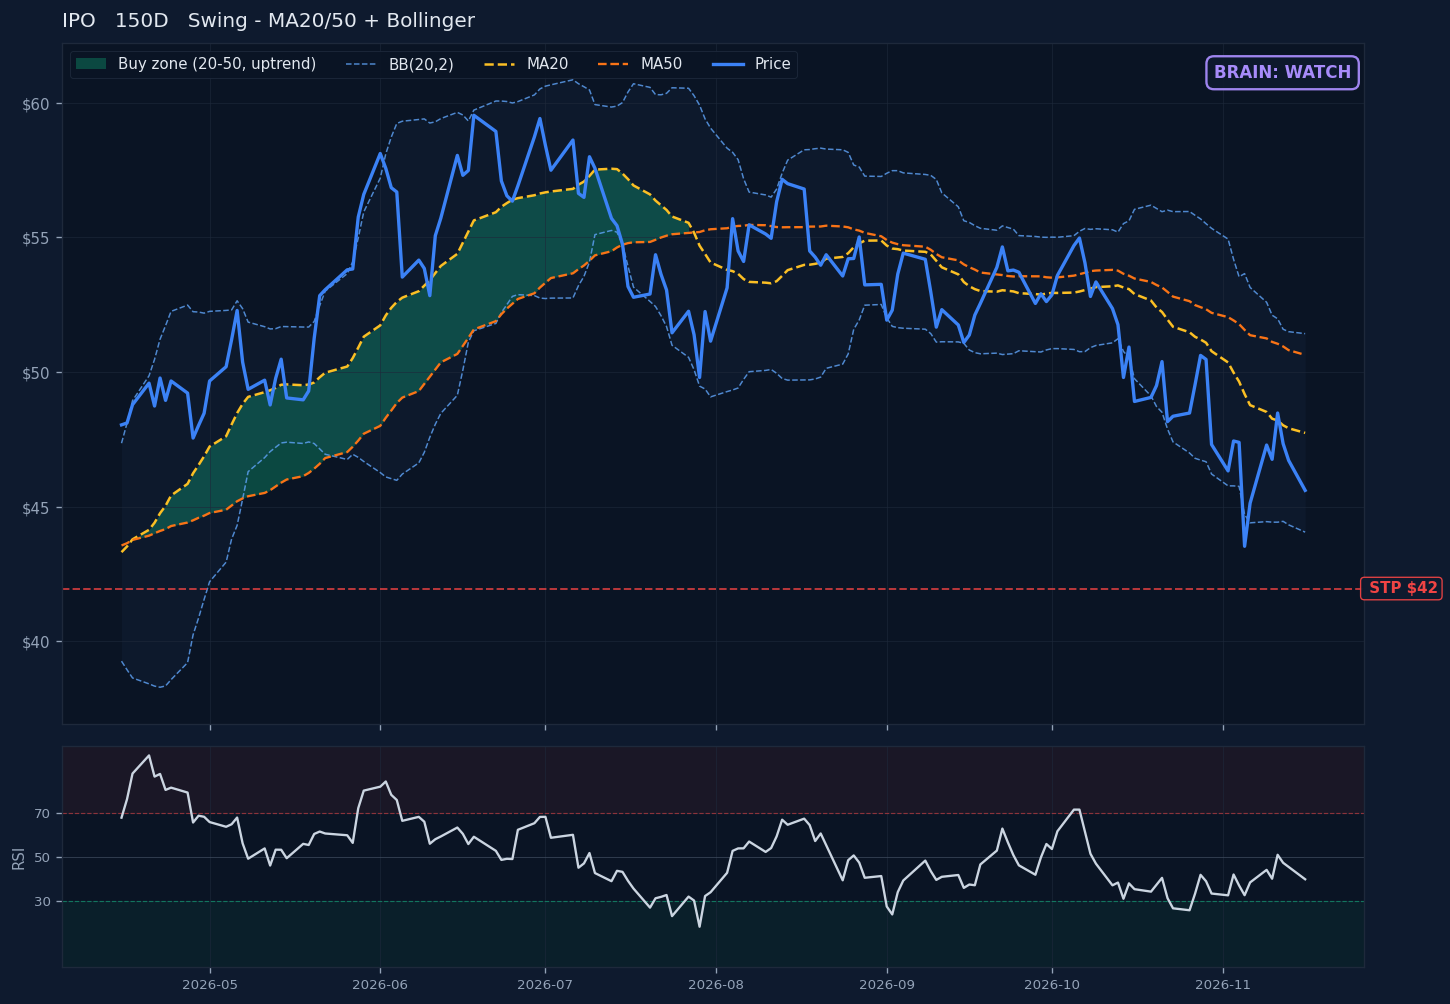 IPO 150D Swing - MA20/50 + Bollinger
Buy zone (20-50, uptrend) BB(20,2) MA20 MA50 Price
BRAIN: WATCH
$60
$55
$50
$45
STP $42
$40
70
50
30
RSI
2026-05 2026-06 2026-07 2026-08 2026-09 2026-10 2026-11